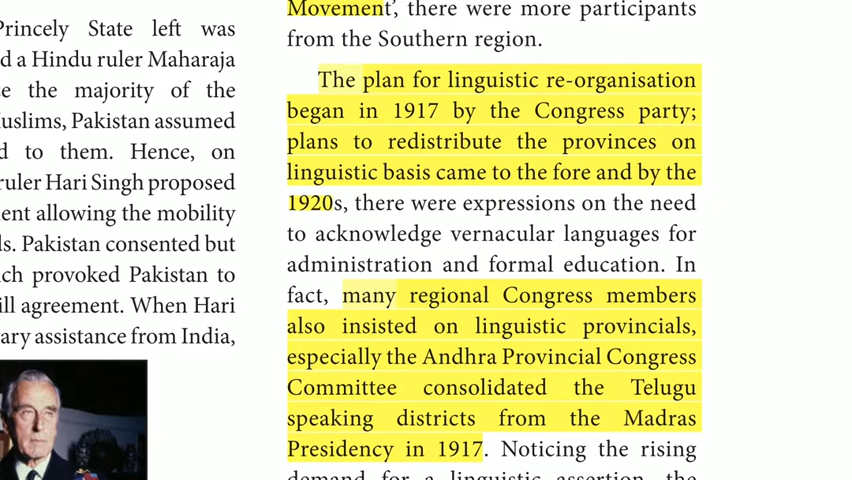 Princely State left was
d a Hindu ruler Maharaja
the majority of the
Muslims, Pakistan assumed
to them. Hence, on
ruler Hari Singh proposed
allowing the mobility
Pakistan consented but
provoked Pakistan to
agreement. When Hari
assistance from India,
Movement', there were more participants
from the Southern region.
The plan for linguistic re-organisation
began in 1917 by the Congress party;
plans to redistribute the provinces on
linguistic basis came to the fore and by the
1920s, there were expressions on the need
to acknowledge vernacular languages for
administration and formal education. In
fact, many regional Congress members
also insisted on linguistic provincials,
especially the Andhra Provincial Congress
Committee consolidated the Telugu
speaking districts from the Madras
Presidency in 1917. Noticing the rising
demand for a linguistic assertion, the